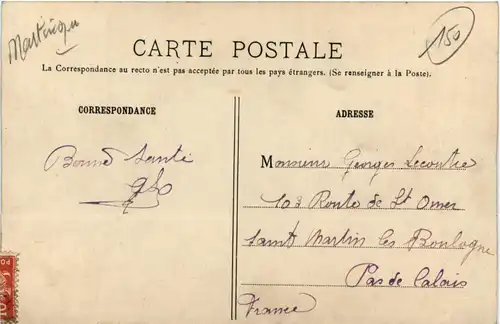 Martinique
150
CARTE POSTALE
La Correspondance au recto n'est pas acceptée par tous les pays étrangers. (Se renseigner à la Poste).
CORRESPONDANCE
ADRESSE
Bonne santé
Monsieur Georges Lecoutre
103 Route de St Omer
Saint Martin les Boulogne
Pas de Calais
France